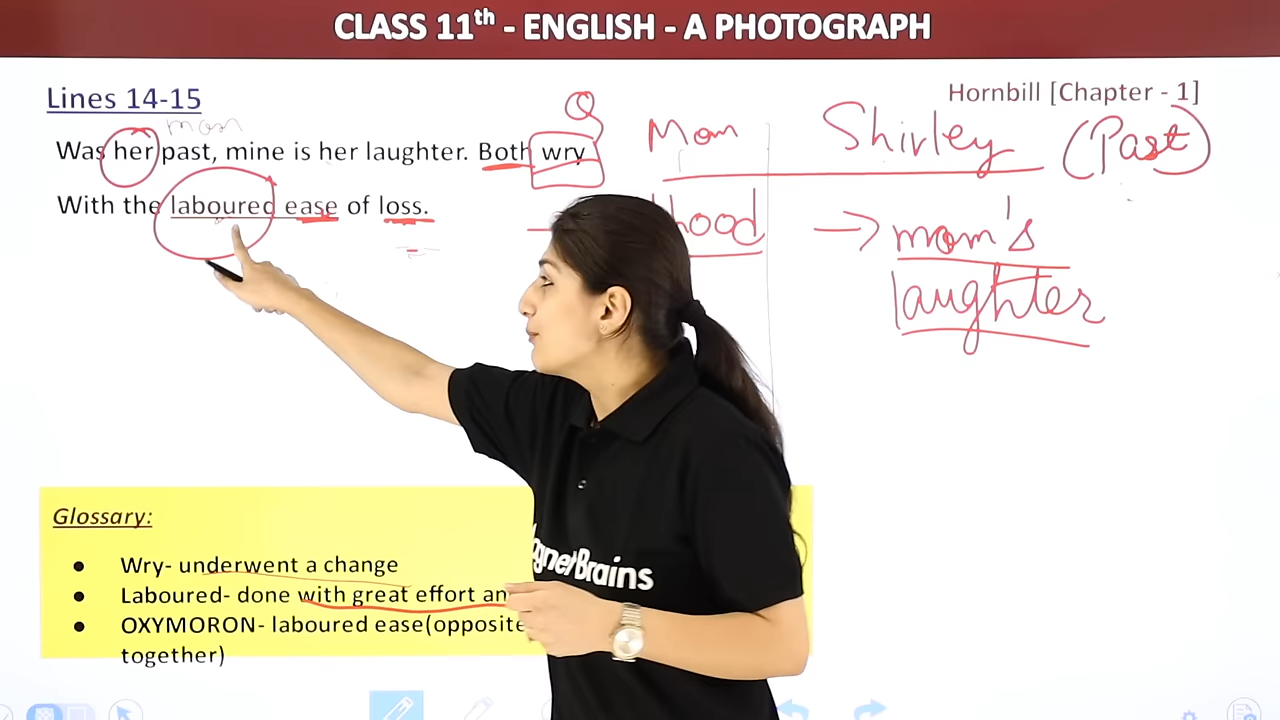 CLASS 11th - ENGLISH - A PHOTOGRAPH
Lines 14-15
Hornbill [Chapter - 1]
mom
Was her past, mine is her laughter. Both wry
With the laboured ease of loss.
Q
Mom
Shirley
(Past)
hood
→ mom's
laughter
Glossary:
● Wry- underwent a change
● Laboured- done with great effort
● OXYMORON- laboured ease(opposite
together)
Brains